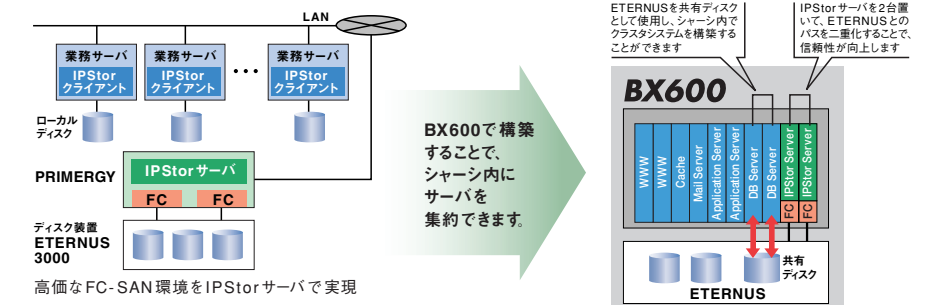 LAN
業務サーバ
IPStor
クライアント
業務サーバ
IPStor
クライアント
•••
業務サーバ
IPStor
クライアント
ローカル
ディスク
PRIMERGY
IPStorサーバ
FC
FC
ディスク装置
ETERNUS
3000
高価なFC-SAN環境をIPStorサーバで実現
BX600で構築
することで、
シャーシ内に
サーバを
集約できます。
ETERNUSを共有ディスク
として使用し、シャーシ内で
クラスタシステムを構築する
ことができます
IPStorサーバを2台置
いて、ETERNUSとの
パスを二重化することで、
信頼性が向上します
BX600
WWW
WWW
Cache
Mail Server
Application Server
Application Server
DB Server
DB Server
IPStor Server
FC
IPStor Server
FC
共有
ディスク
ETERNUS